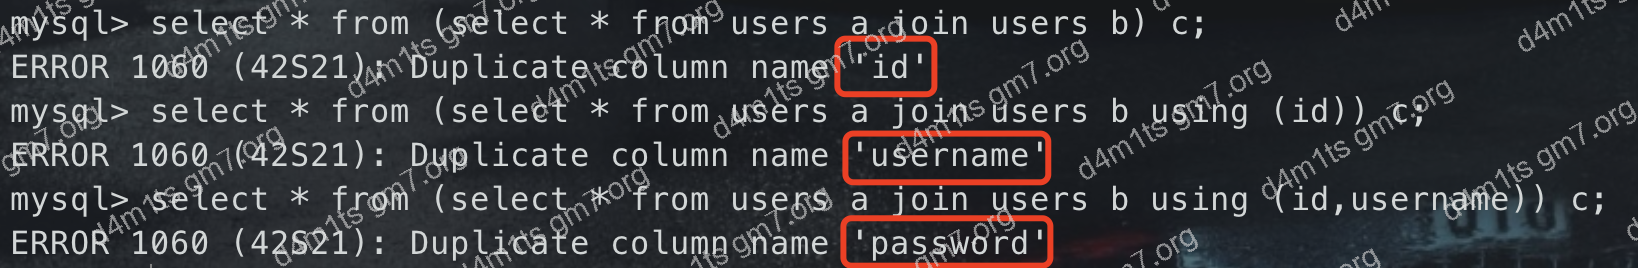 mysql> select * from (select * from users a join users b) c;
ERROR 1060 (42S21): Duplicate column name 'id'
mysql> select * from (select * from users a join users b using (id)) c;
ERROR 1060 (42S21): Duplicate column name 'username'
mysql> select * from (select * from users a join users b using (id,username)) c;
ERROR 1060 (42S21): Duplicate column name 'password'
d4m1ts gm7.org